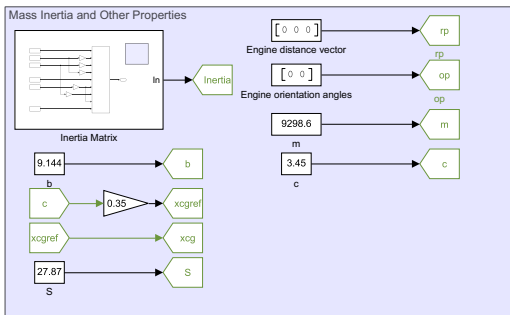 Mass Inertia and Other Properties
In
Inertia
Inertia Matrix
[0 0 0]
rp
Engine distance vector
rp
[0 0]
op
Engine orientation angles
op
9298.6
m
m
3.45
c
c
9.144
b
b
c
0.35
xcgref
xcgref
xcg
27.87
S
S